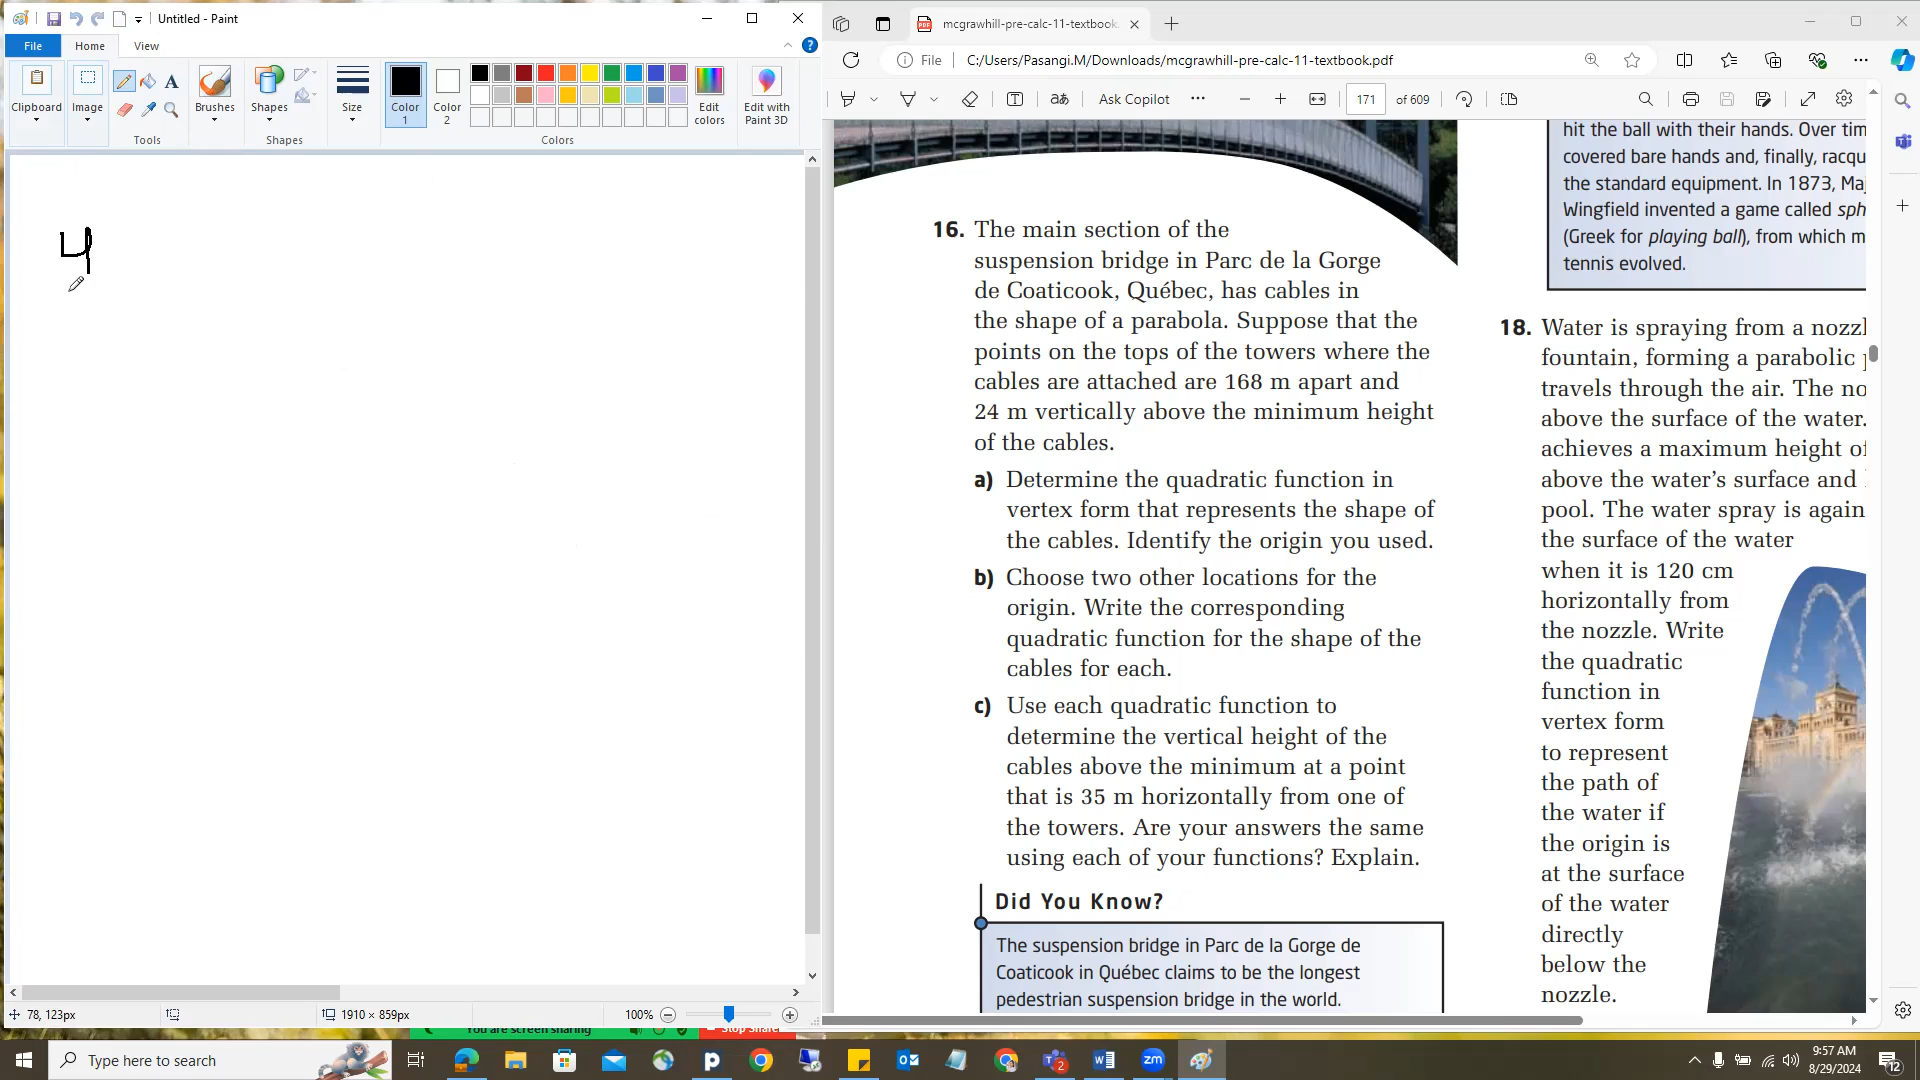 Untitled - Paint
File Home View
Clipboard Image Tools Brushes Shapes Shapes Size Color 1 Color 2 Colors Edit colors Edit with Paint 3D
4
78, 123px 1910 × 859px 100%
You are screen sharing Stop Share
mcgrawhill-pre-calc-11-textbook.
File C:/Users/Pasangi.M/Downloads/mcgrawhill-pre-calc-11-textbook.pdf
Ask Copilot 171 of 609
16. The main section of the
suspension bridge in Parc de la Gorge
de Coaticook, Québec, has cables in
the shape of a parabola. Suppose that the
points on the tops of the towers where the
cables are attached are 168 m apart and
24 m vertically above the minimum height
of the cables.
a) Determine the quadratic function in
vertex form that represents the shape of
the cables. Identify the origin you used.
b) Choose two other locations for the
origin. Write the corresponding
quadratic function for the shape of the
cables for each.
c) Use each quadratic function to
determine the vertical height of the
cables above the minimum at a point
that is 35 m horizontally from one of
the towers. Are your answers the same
using each of your functions? Explain.
Did You Know?
The suspension bridge in Parc de la Gorge de
Coaticook in Québec claims to be the longest
pedestrian suspension bridge in the world.
hit the ball with their hands. Over tim
covered bare hands and, finally, racqu
the standard equipment. In 1873, Maj
Wingfield invented a game called sph
(Greek for playing ball), from which m
tennis evolved.
18. Water is spraying from a nozzl
fountain, forming a parabolic p
travels through the air. The no
above the surface of the water.
achieves a maximum height of
above the water's surface and
pool. The water spray is again
the surface of the water
when it is 120 cm
horizontally from
the nozzle. Write
the quadratic
function in
vertex form
to represent
the path of
the water if
the origin is
at the surface
of the water
directly
below the
nozzle.
Type here to search
9:57 AM
8/29/2024
12